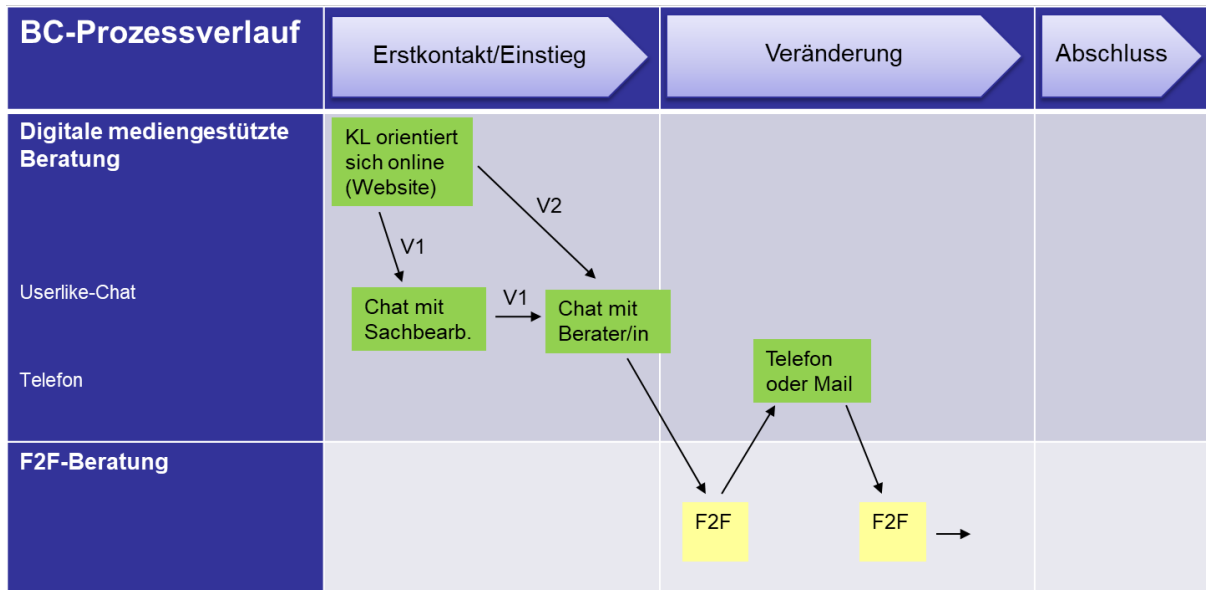 BC-Prozessverlauf
Erstkontakt/Einstieg
Veränderung
Abschluss
Digitale mediengestützte
Beratung
KL orientiert
sich online
(Website)
V2
V1
Userlike-Chat
Chat mit
Sachbearb.
V1
Chat mit
Berater/in
Telefon
Telefon
oder Mail
F2F-Beratung
F2F
F2F